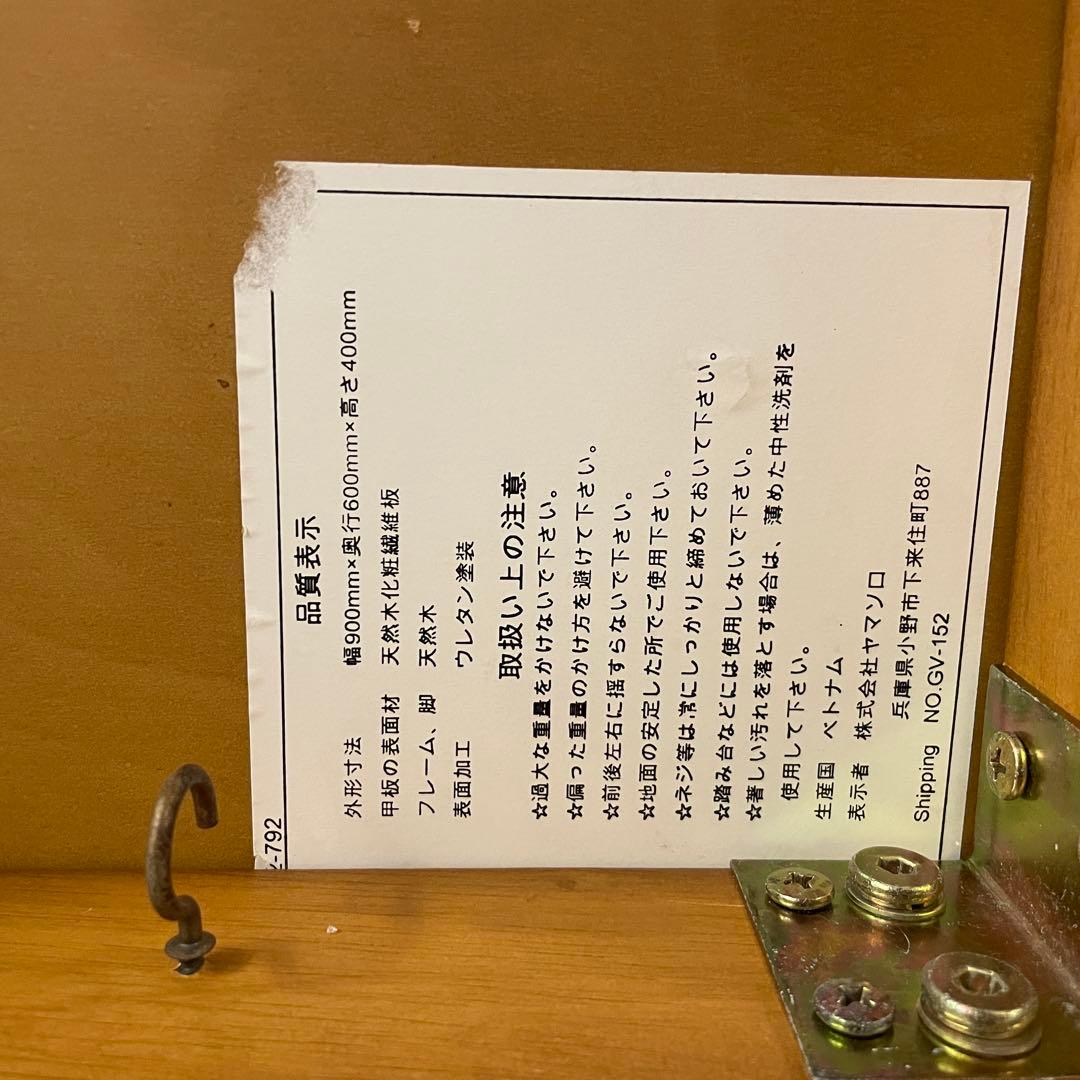 -792
品質表示
外形寸法 幅900mm×奥行600mm×高さ400mm
甲板の表面材 天然木化粧繊維板
フレーム、脚 天然木
表面加工 ウレタン塗装
取扱い上の注意
☆過大な重量をかけないで下さい。
☆偏った重量のかけ方を避けて下さい。
☆前後左右に揺すらないで下さい。
☆地面の安定した所でご使用下さい。
☆ネジ等は常にしっかりと締めておいて下さい。
☆踏み台などには使用しないで下さい。
☆著しい汚れを落とす場合は、薄めた中性洗剤を
使用して下さい。
生産国 ベトナム
表示者 株式会社ヤマソロ
兵庫県小野市下来住町887
Shipping NO.GV-152